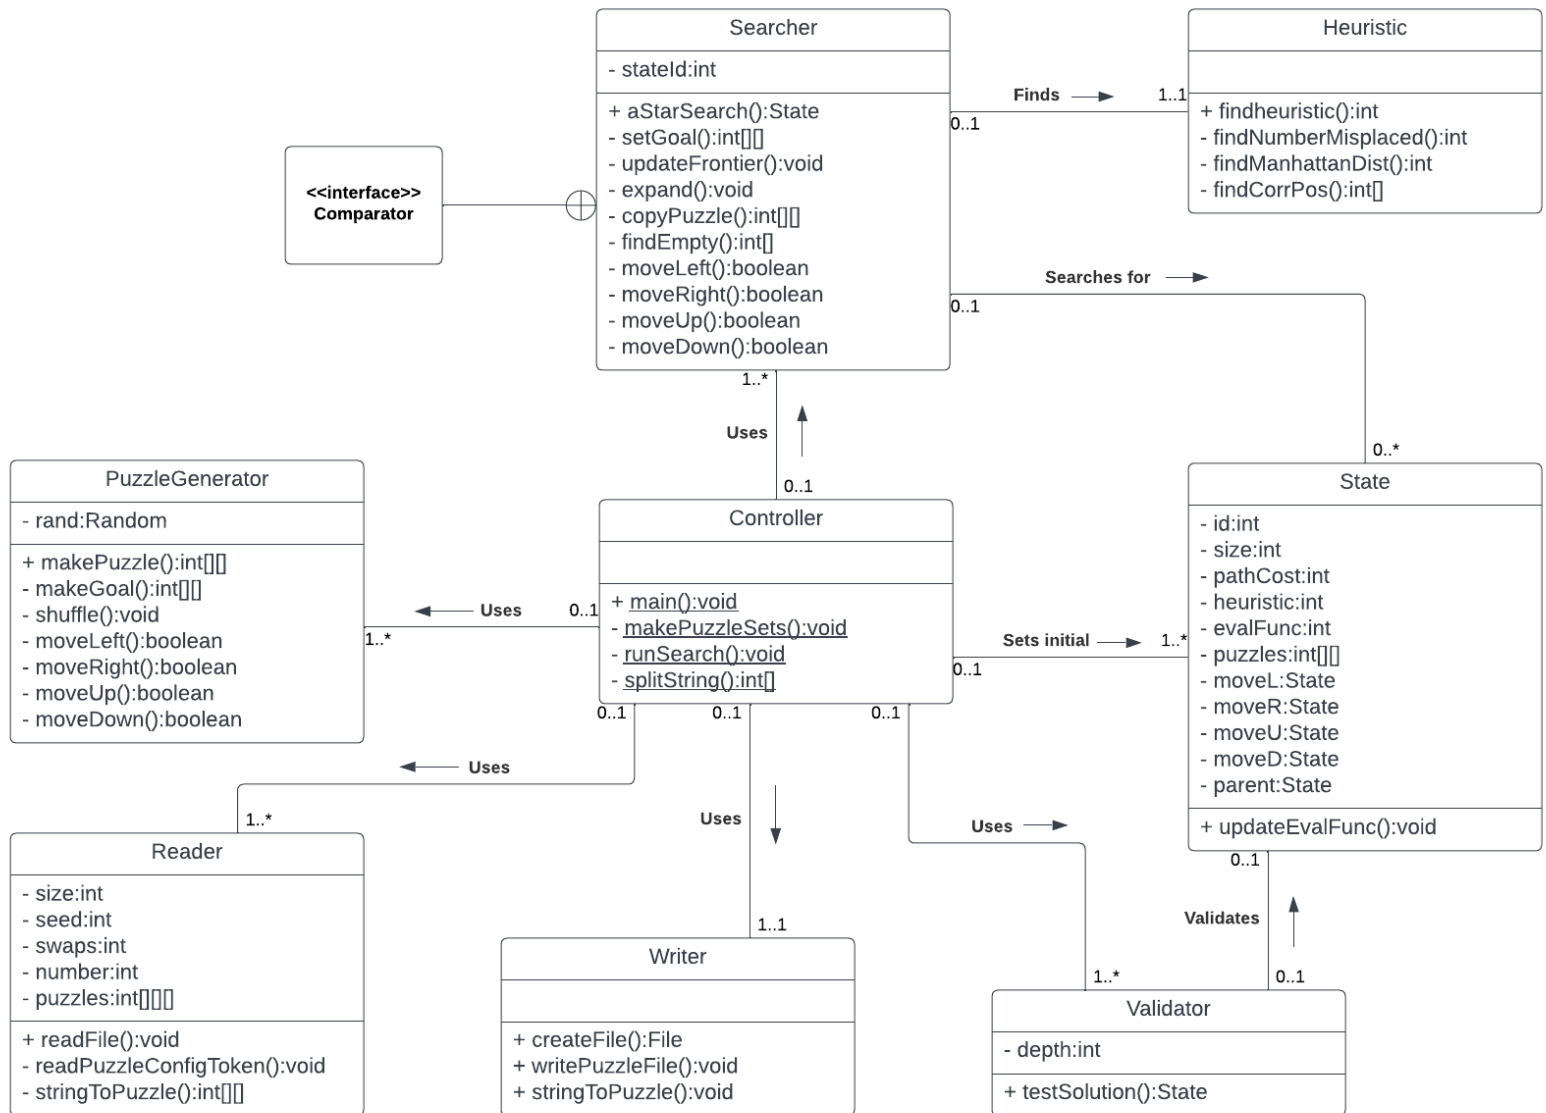 Searcher
- stateId:int
+ aStarSearch():State
- setGoal():int[][]
- updateFrontier():void
- expand():void
- copyPuzzle():int[][]
- findEmpty():int[]
- moveLeft():boolean
- moveRight():boolean
- moveUp():boolean
- moveDown():boolean
Finds
1..1
0..1
Heuristic
+ findheuristic():int
- findNumberMisplaced():int
- findManhattanDist():int
- findCorrPos():int[]
<<interface>>
Comparator
Searches for
0..1
0..*
1..*
Uses
0..1
PuzzleGenerator
- rand:Random
+ makePuzzle():int[][]
- makeGoal():int[][]
- shuffle():void
- moveLeft():boolean
- moveRight():boolean
- moveUp():boolean
- moveDown():boolean
Uses
0..1
1..*
Controller
+ main():void
- makePuzzleSets():void
- runSearch():void
- splitString():int[]
Sets initial
1..*
0..1
State
- id:int
- size:int
- pathCost:int
- heuristic:int
- evalFunc:int
- puzzles:int[][]
- moveL:State
- moveR:State
- moveU:State
- moveD:State
- parent:State
+ updateEvalFunc():void
0..1
0..1
0..1
Uses
1..*
Reader
- size:int
- seed:int
- swaps:int
- number:int
- puzzles:int[][][]
+ readFile():void
- readPuzzleConfigToken():void
- stringToPuzzle():int[][]
Uses
1..1
Writer
+ createFile():File
+ writePuzzleFile():void
+ stringToPuzzle():void
Uses
1..*
0..1
Validates
0..1
Validator
- depth:int
+ testSolution():State